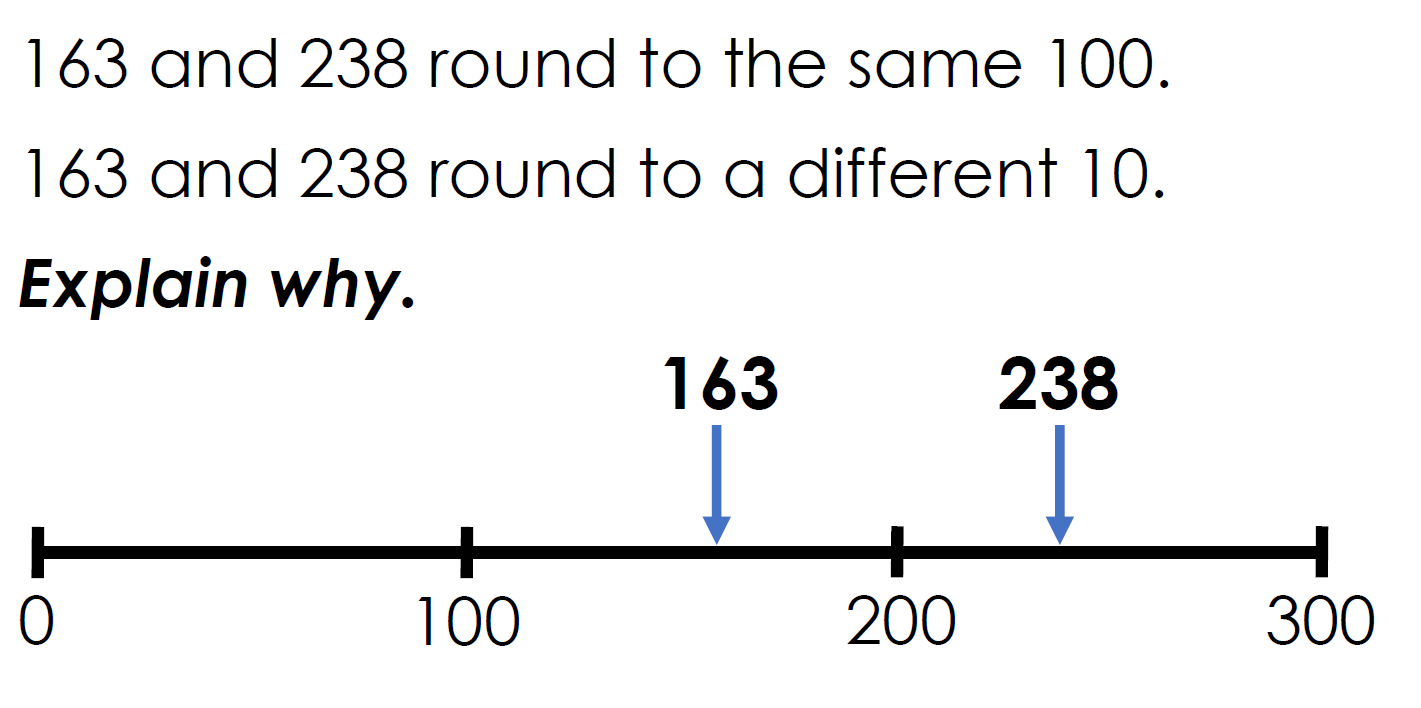 163 and 238 round to the same 100.
163 and 238 round to a different 10.
Explain why.
163 238
0 100 200 300